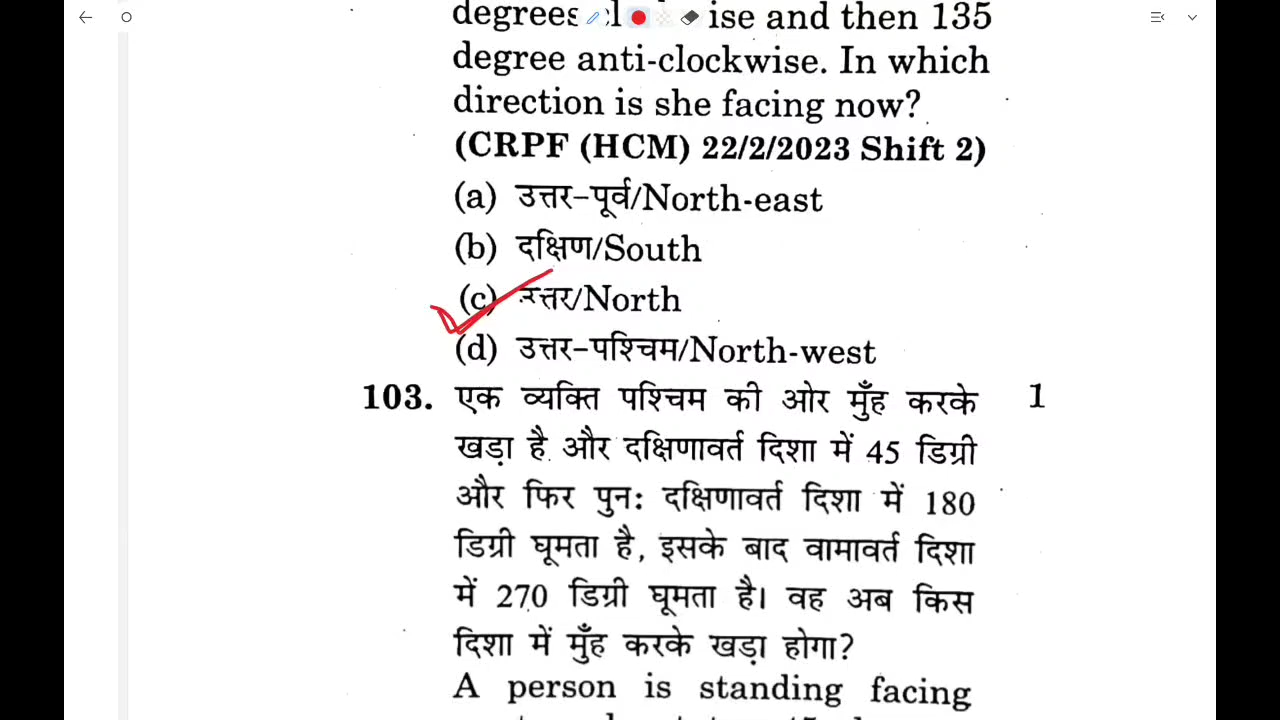 ise and then 135
degree anti-clockwise. In which
direction is she facing now?
(CRPF (HCM) 22/2/2023 Shift 2)
(a) उत्तर-पूर्व/North-east
(b) दक्षिण/South
(c) उत्तर/North
(d) उत्तर-पश्चिम/North-west
103. एक व्यक्ति पश्चिम की ओर मुँह करके
खड़ा है और दक्षिणावर्त दिशा में 45 डिग्री
और फिर पुनः दक्षिणावर्त दिशा में 180
डिग्री घूमता है, इसके बाद वामावर्त दिशा
में 270 डिग्री घूमता है। वह अब किस
दिशा में मुँह करके खड़ा होगा?
A person is standing facing
1